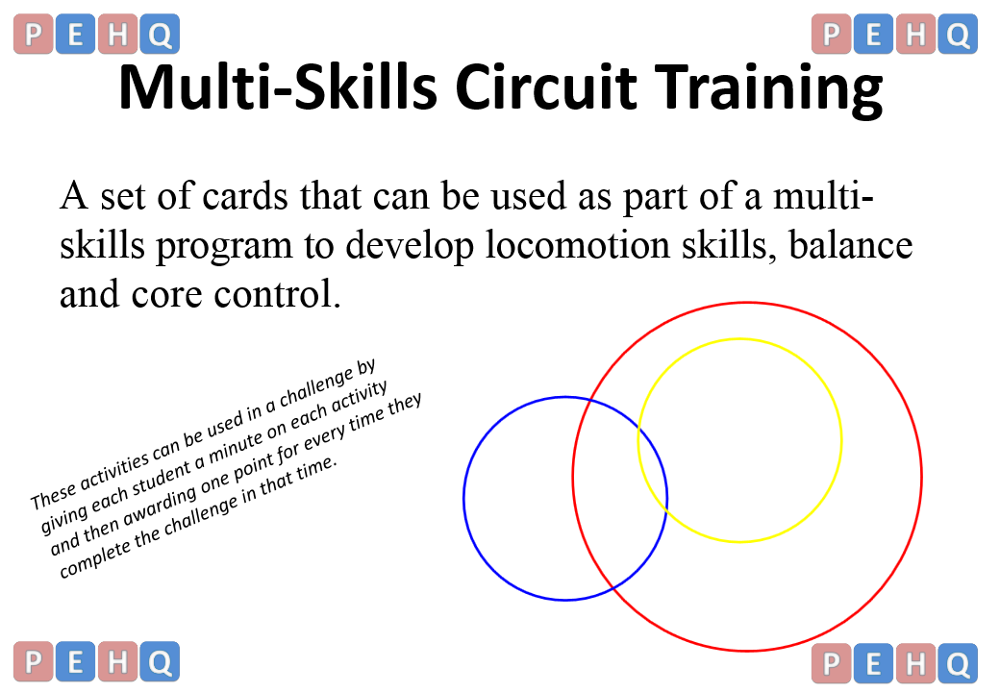 PEHQ
PEHQ
Multi-Skills Circuit Training
A set of cards that can be used as part of a multi-
skills program to develop locomotion skills, balance
and core control.
These activities can be used in a challenge by
giving each student a minute on each activity
and then awarding one point for every time they
complete the challenge in that time.
PEHQ
PEHQ